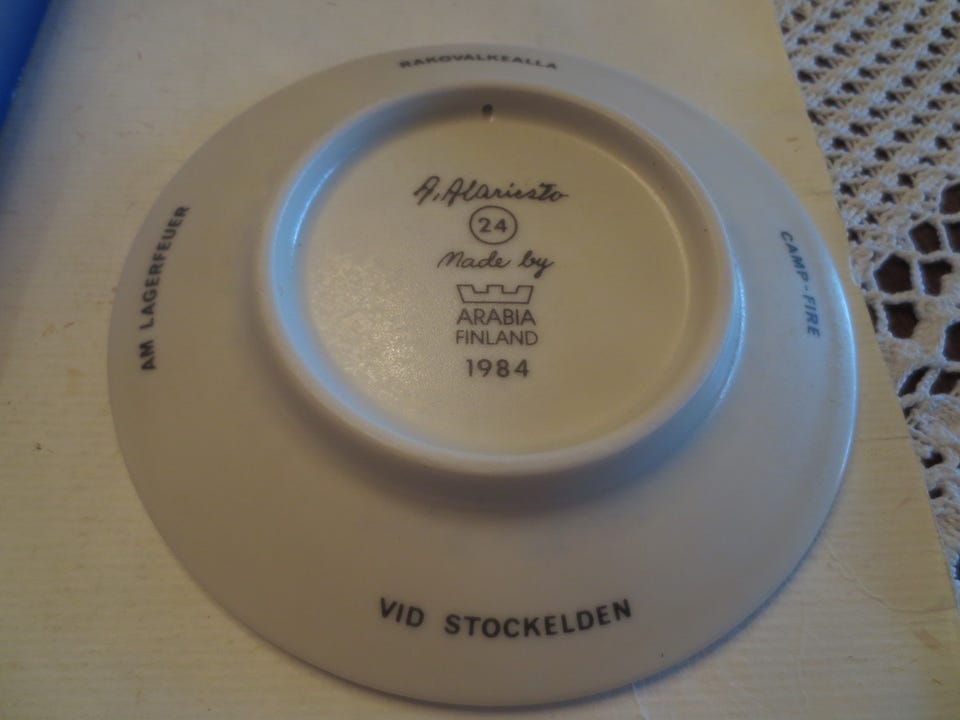 RAKOVALKEALLA
A. Alariesto
24
Made by
ARABIA
FINLAND
1984
AM LAGERFEUER
CAMP-FIRE
VID STOCKELDEN